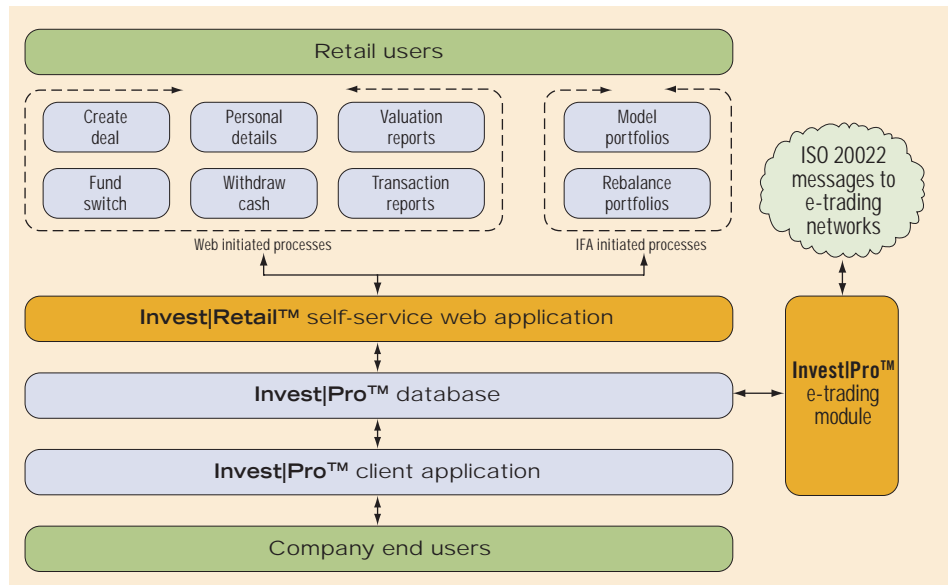 Retail users
Create
deal
Personal
details
Valuation
reports
Model
portfolios
Fund
switch
Withdraw
cash
Transaction
reports
Rebalance
portfolios
Web initiated processes
IFA initiated processes
ISO 20022
messages to
e-trading
networks
Invest|Retail™ self-service web application
Invest|Pro™ database
Invest|Pro™
e-trading
module
Invest|Pro™ client application
Company end users